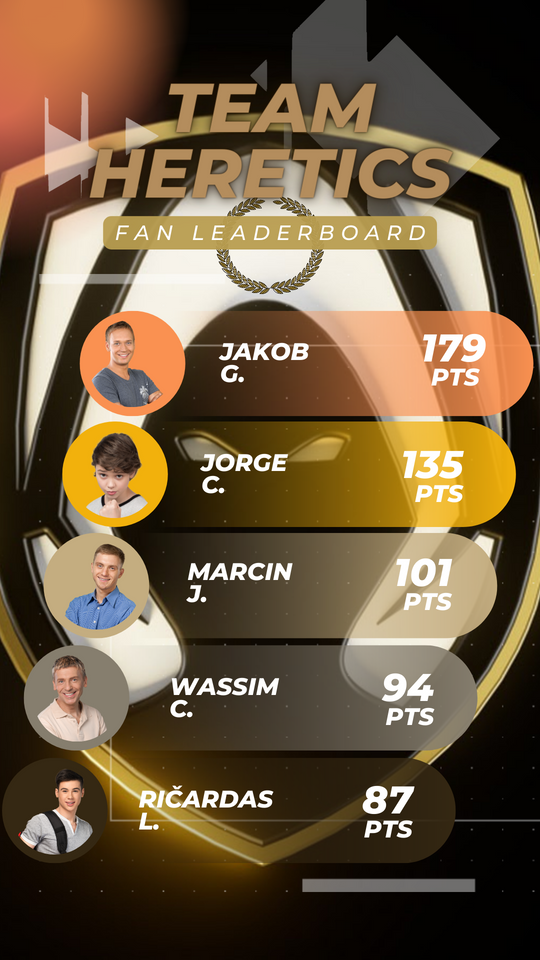 TEAM
HERETICS
FAN LEADERBOARD
JAKOB
G.
179
PTS
JORGE
C.
135
PTS
MARCIN
J.
101
PTS
WASSIM
C.
94
PTS
RIČARDAS
L.
87
PTS